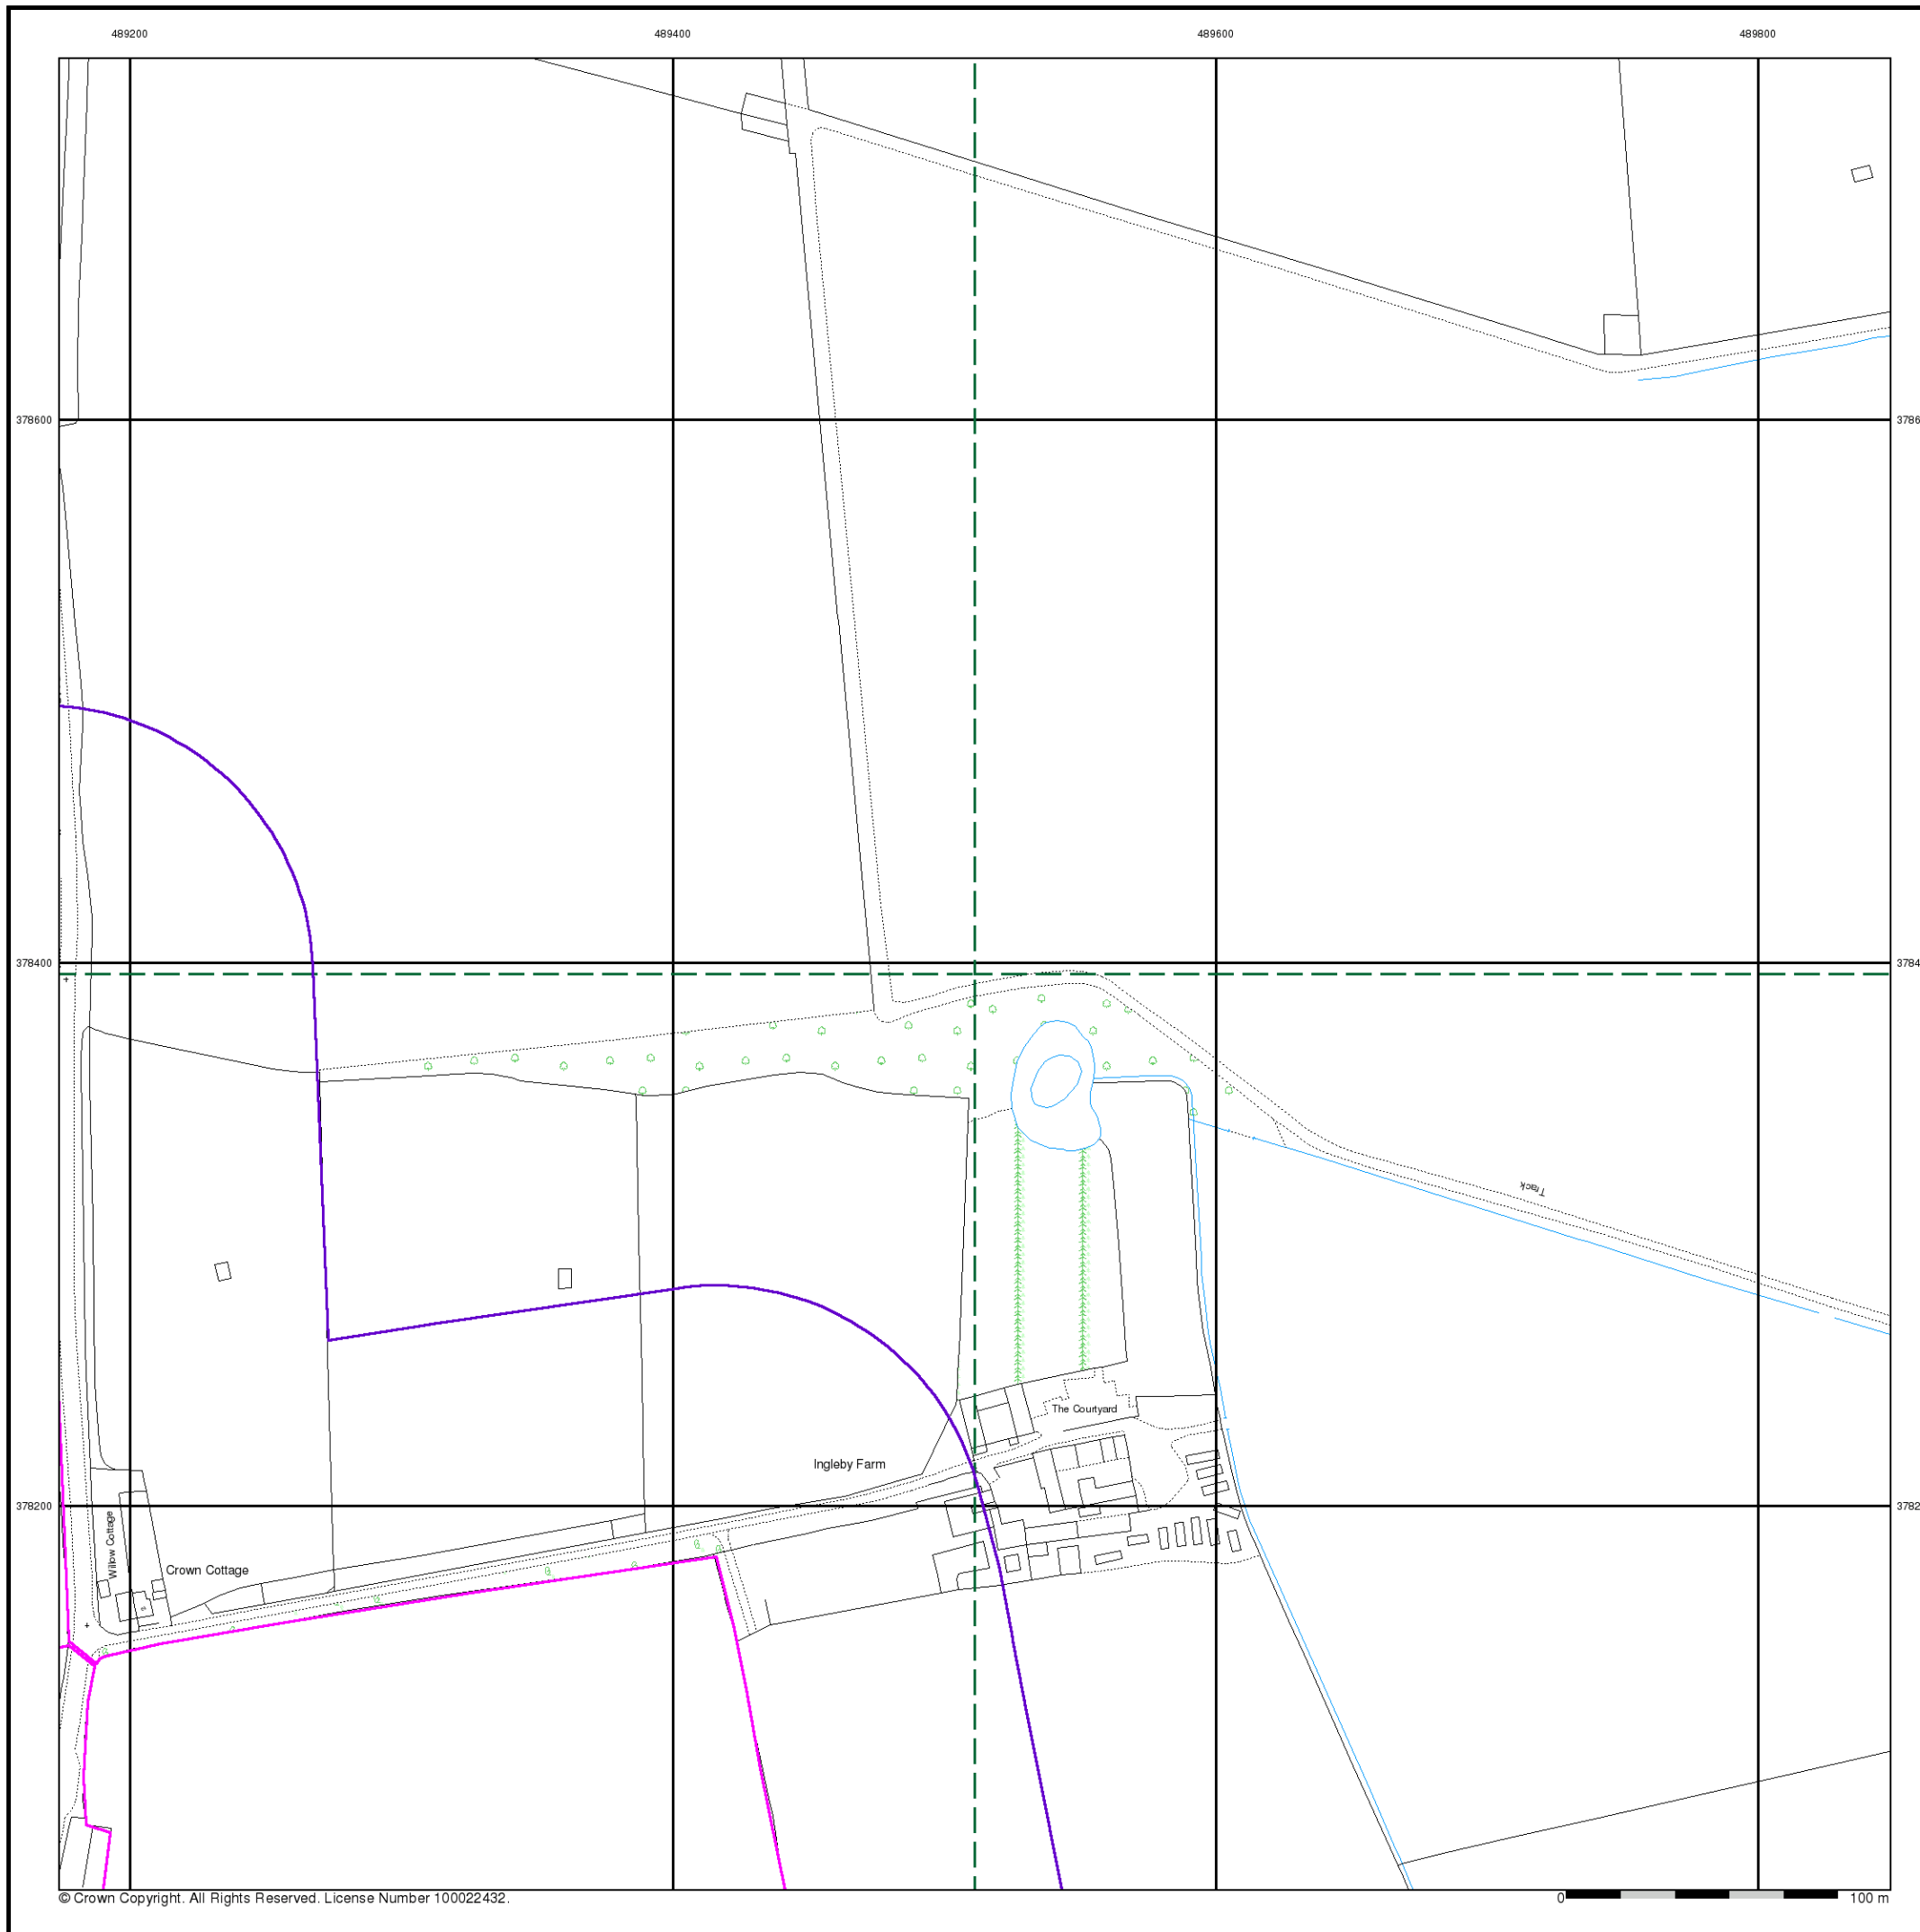 489200 489400 489600 489800
378600 3786
378400 3784
Track
The Courtyard
Ingleby Farm
378200 3782
Willow Cottage
Crown Cottage
© Crown Copyright. All Rights Reserved. License Number 100022432.
0 100 m